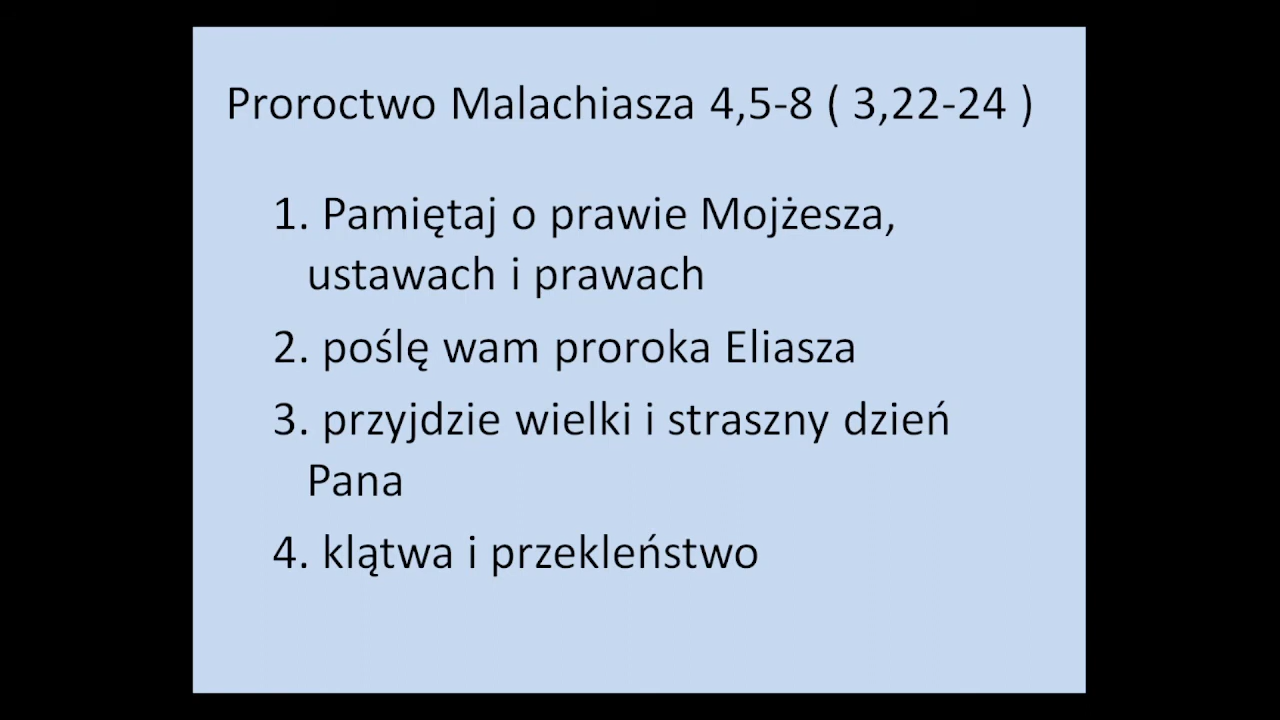 Proroctwo Malachiasza 4,5-8 ( 3,22-24 )
1. Pamiętaj o prawie Mojżesza,
ustawach i prawach
2. poślę wam proroka Eliasza
3. przyjdzie wielki i straszny dzień
Pana
4. klątwa i przekleństwo